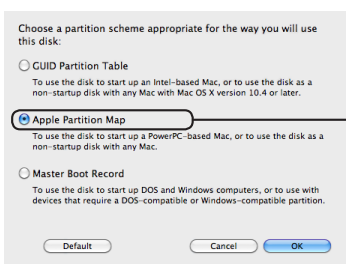 Choose a partition scheme appropriate for the way you will use
this disk:
GUID Partition Table
To use the disk to start up an Intel-based Mac, or to use the disk as a
non-startup disk with any Mac with Mac OS X version 10.4 or later.
Apple Partition Map
To use the disk to start up a PowerPC-based Mac, or to use the disk as a
non-startup disk with any Mac.
Master Boot Record
To use the disk to start up DOS and Windows computers, or to use with
devices that require a DOS-compatible or Windows-compatible partition.
Default Cancel OK